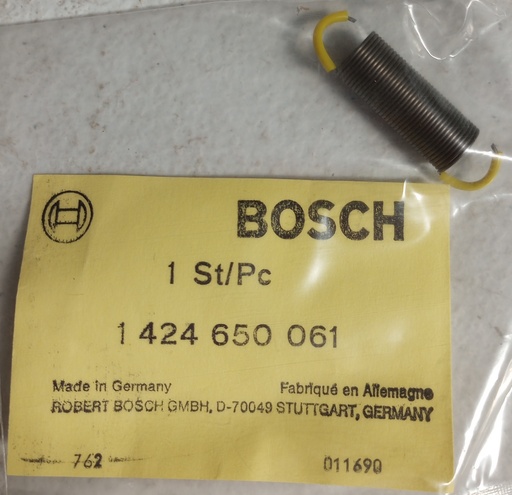 BOSCH
1 St/Pc
1 424 650 061
Made in Germany Fabriqué en Allemagne
ROBERT BOSCH GMBH, D-70049 STUTTGART, GERMANY
762 011690